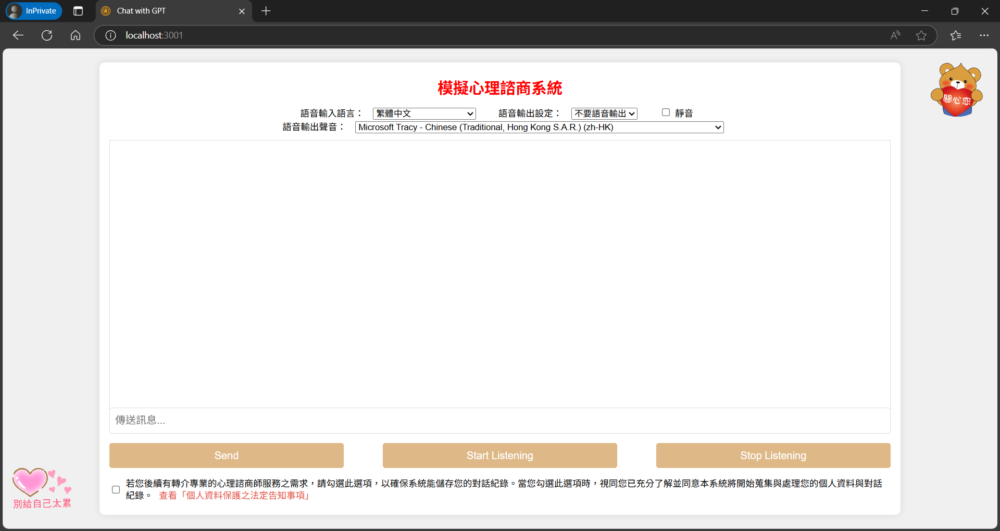 InPrivate
Chat with GPT
localhost:3001
模擬心理諮商系統
語音輸入語言： 繁體中文 語音輸出設定： 不要語音輸出 靜音
語音輸出聲音： Microsoft Tracy - Chinese (Traditional, Hong Kong S.A.R.) (zh-HK)
關心您
傳送訊息...
Send
Start Listening
Stop Listening
若您後續有轉介專業的心理諮商師服務之需求，請勾選此選項，以確保系統能儲存您的對話紀錄。當您勾選此選項時，視同您已充分了解並同意本系統將開始蒐集與處理您的個人資料與對話
紀錄。 查看「個人資料保護之法定告知事項」
別給自己太累